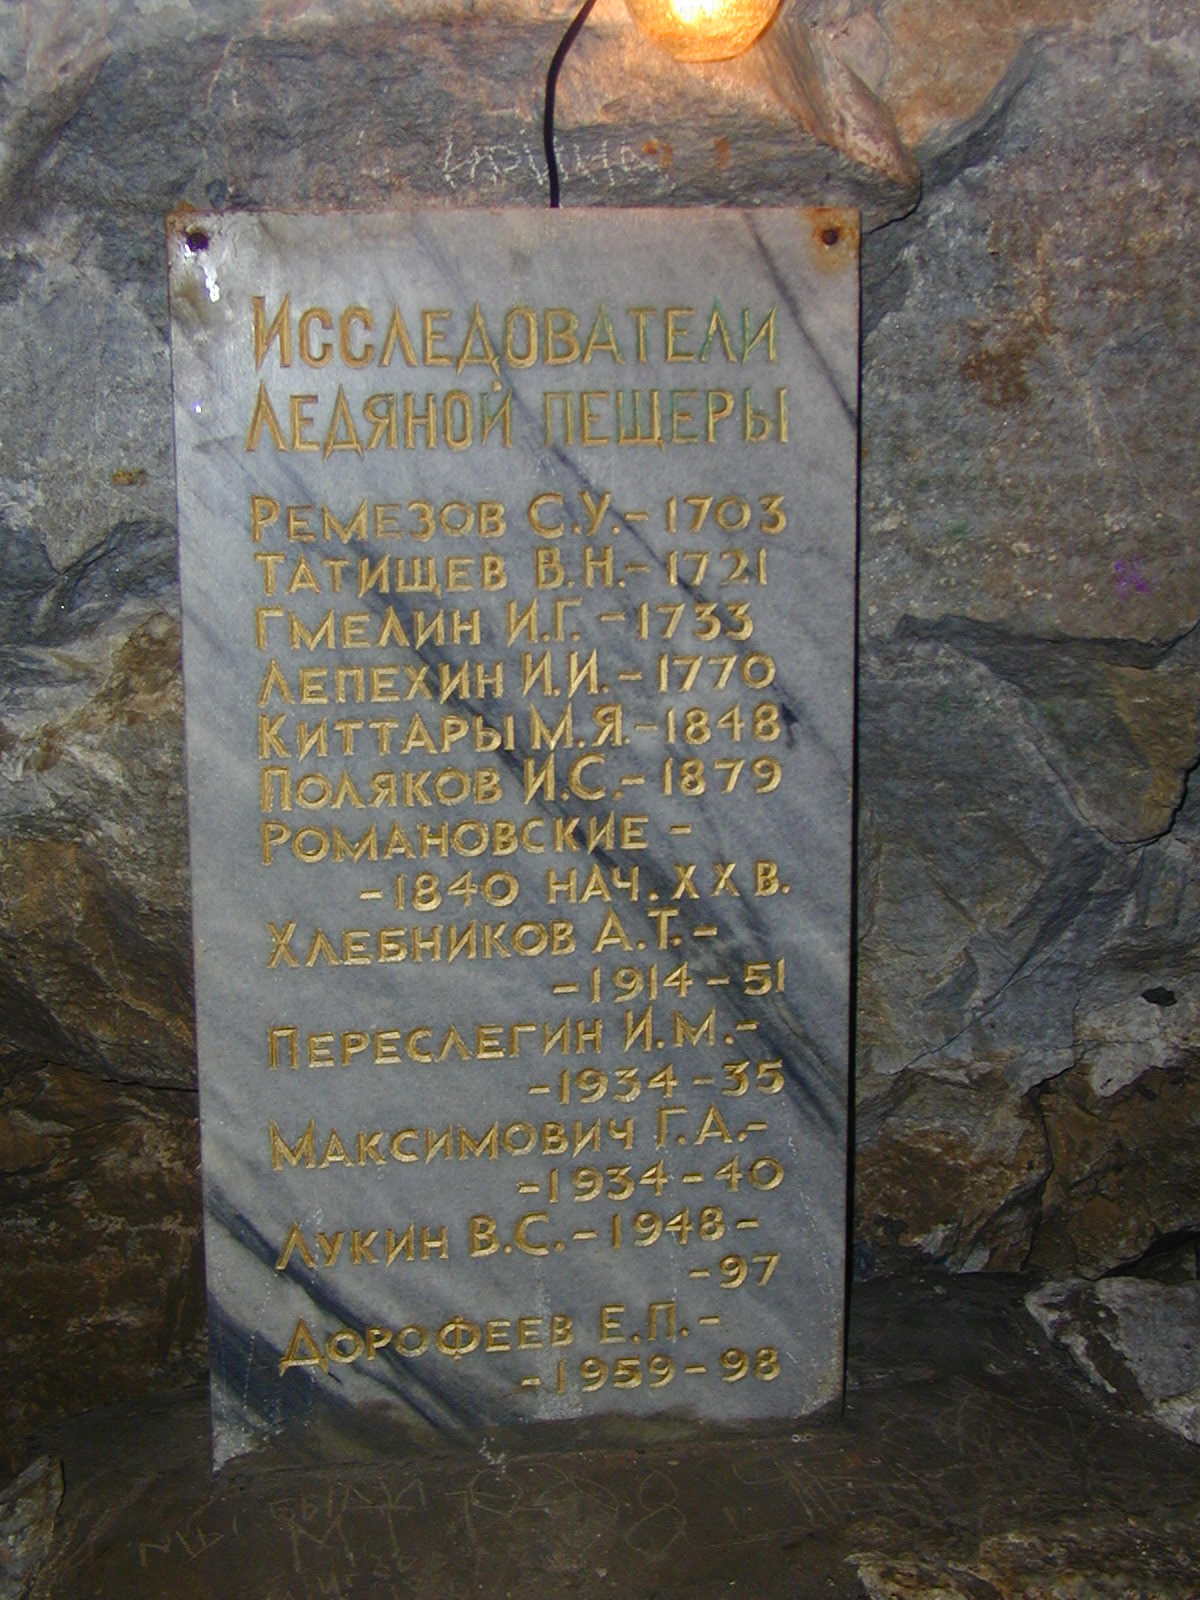 ИРИНА
ИССЛЕДОВАТЕЛИ
ЛЕДЯНОЙ ПЕЩЕРЫ
РЕМЕЗОВ С.У.-1703
ТАТИЩЕВ В.Н.-1721
ГМЕЛИН И.Г.-1733
ЛЕПЕХИН И.И.-1770
КИТТАРЫ М.Я.-1848
ПОЛЯКОВ И.С.-1879
РОМАНОВСКИЕ -
-1840 НАЧ. XX В.
ХЛЕБНИКОВ А.Т.-
-1914-51
ПЕРЕСЛЕГИН И.М.-
-1934-35
МАКСИМОВИЧ Г.А.-
-1934-40
ЛУКИН В.С.-1948-
-97
ДОРОФЕЕВ Е.П.-
-1959-98